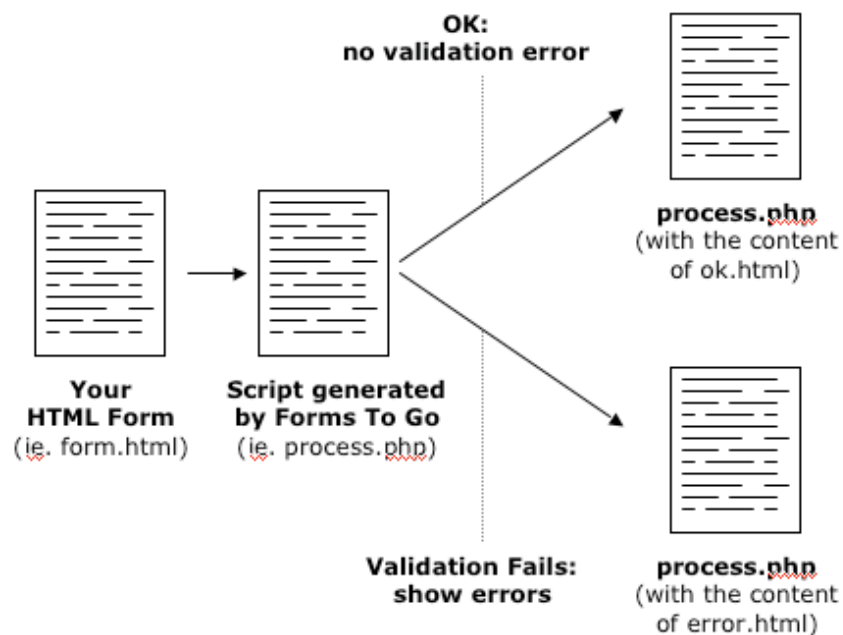 OK:
no validation error
process.php
(with the content
of ok.html)
Your
HTML Form
(ie. form.html)
Script generated
by Forms To Go
(ie. process.php)
Validation Fails:
show errors
process.php
(with the content
of error.html)